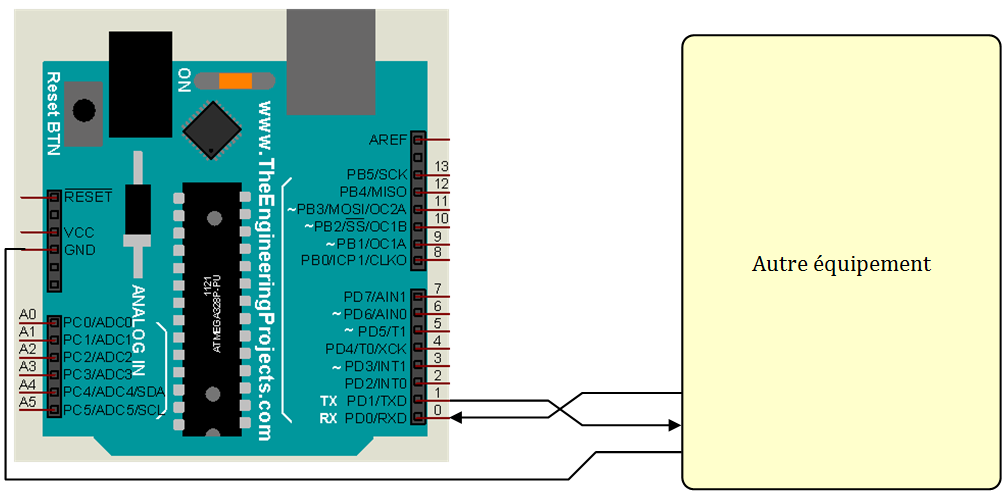 Reset BTN
ON
www.TheEngineeringProjects.com
RESET
VCC
GND
ANALOG IN
A0 PC0/ADC0
A1 PC1/ADC1
A2 PC2/ADC2
A3 PC3/ADC3
A4 PC4/ADC4/SDA
A5 PC5/ADC5/SCL
1121
ATMEGA328P-PU
AREF
PB5/SCK 13
PB4/MISO 12
~PB3/MOSI/OC2A 11
~PB2/SS/OC1B 10
~PB1/OC1A 9
PB0/ICP1/CLKO 8
PD7/AIN1 7
~PD6/AIN0 6
~PD5/T1 5
PD4/T0/XCK 4
~PD3/INT1 3
PD2/INT0 2
TX PD1/TXD 1
RX PD0/RXD 0
Autre équipement